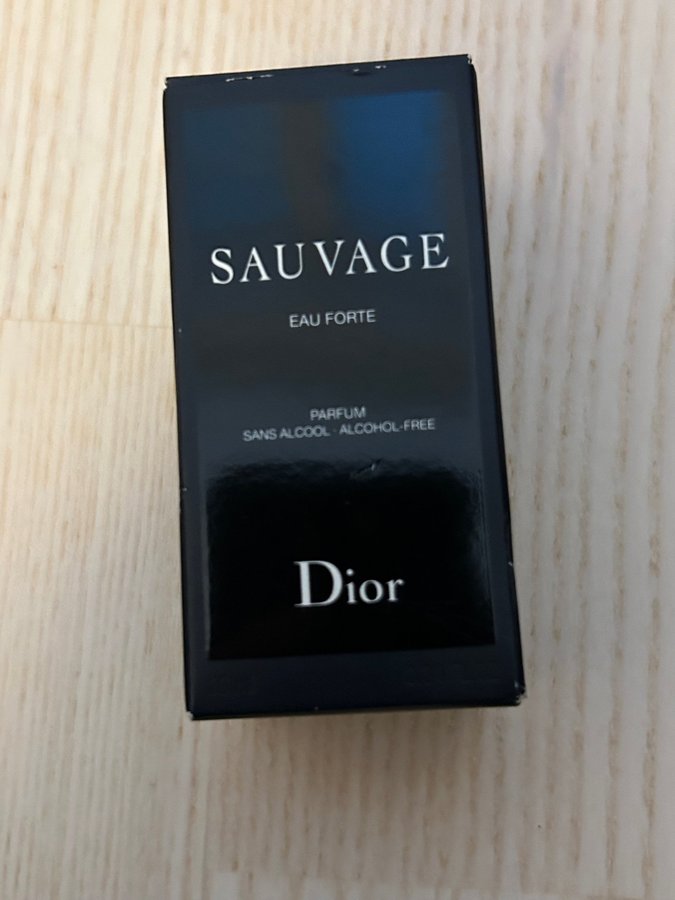 SAUVAGE
EAU FORTE
PARFUM
SANS ALCOOL · ALCOHOL-FREE
Dior